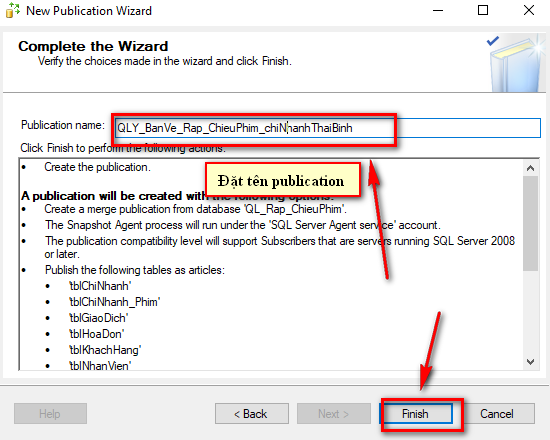 New Publication Wizard
Complete the Wizard
Verify the choices made in the wizard and click Finish.
Publication name:
QLY_BanVe_Rap_ChieuPhim_chiNhanhThaiBinh
Click Finish to perform the following actions:
• Create the publication.
Đặt tên publication
A publication will be created with the following options:
• Create a merge publication from database 'QL_Rap_ChieuPhim'.
• The Snapshot Agent process will run under the 'SQL Server Agent service' account.
• The publication compatibility level will support Subscribers that are servers running SQL Server 2008
or later.
• Publish the following tables as articles:
• 'tblChiNhanh'
• 'tblChiNhanh_Phim'
• 'tblGiaoDich'
• 'tblHoaDon'
• 'tblKhachHang'
• 'tblNhanVien'
Help
< Back
Next >
Finish
Cancel